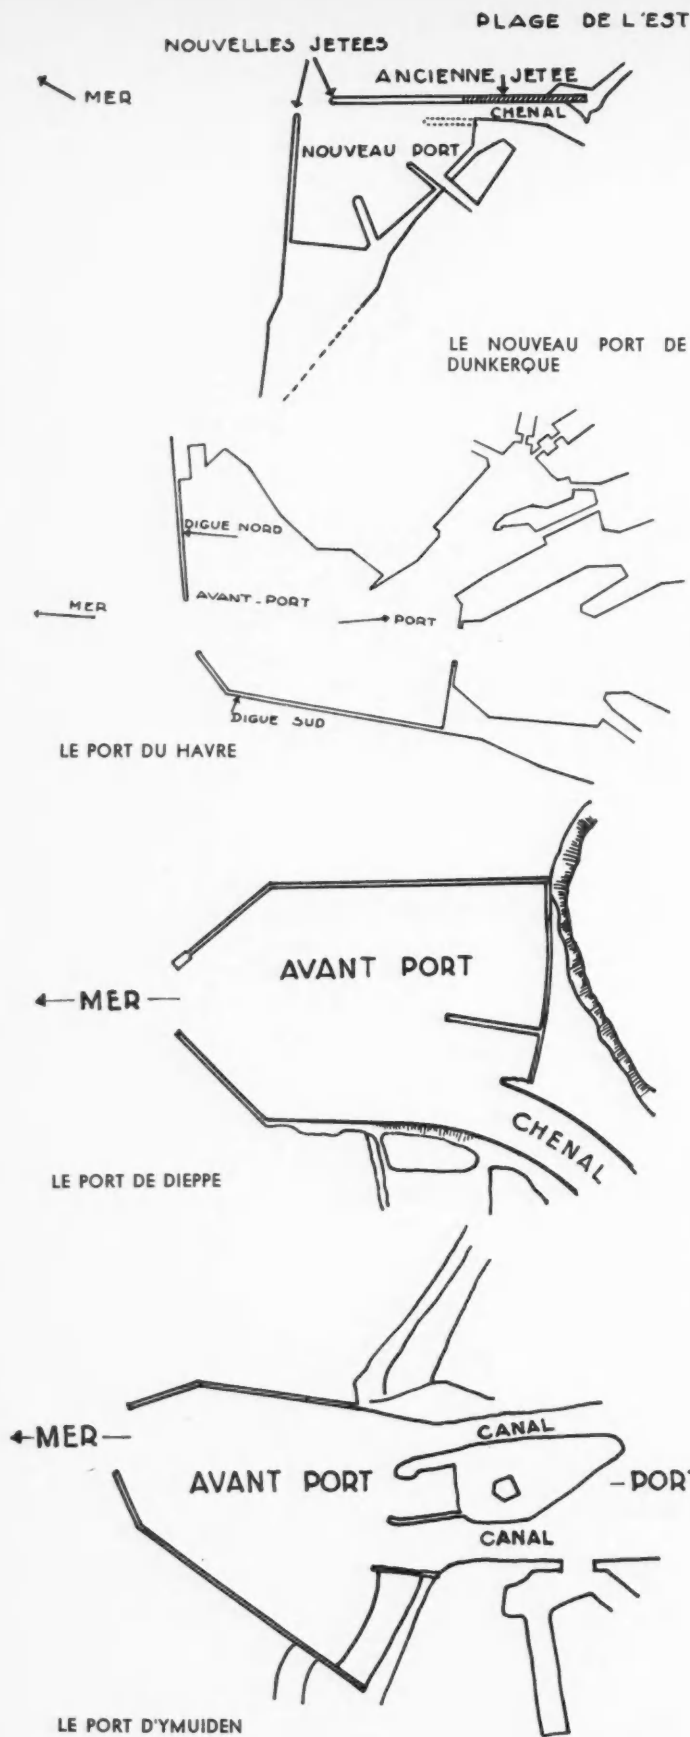 PLAGE DE L'EST
NOUVELLES JETEES
ANCIENNE JETEE
MER
CHENAL
NOUVEAU PORT
LE NOUVEAU PORT DE
DUNKERQUE
DIGUE NORD
AVANT-PORT
MER
PORT
DIGUE SUD
LE PORT DU HAVRE
AVANT PORT
MER
CHENAL
LE PORT DE DIEPPE
CANAL
MER
AVANT PORT
PORT
CANAL
LE PORT D'YMUIDEN